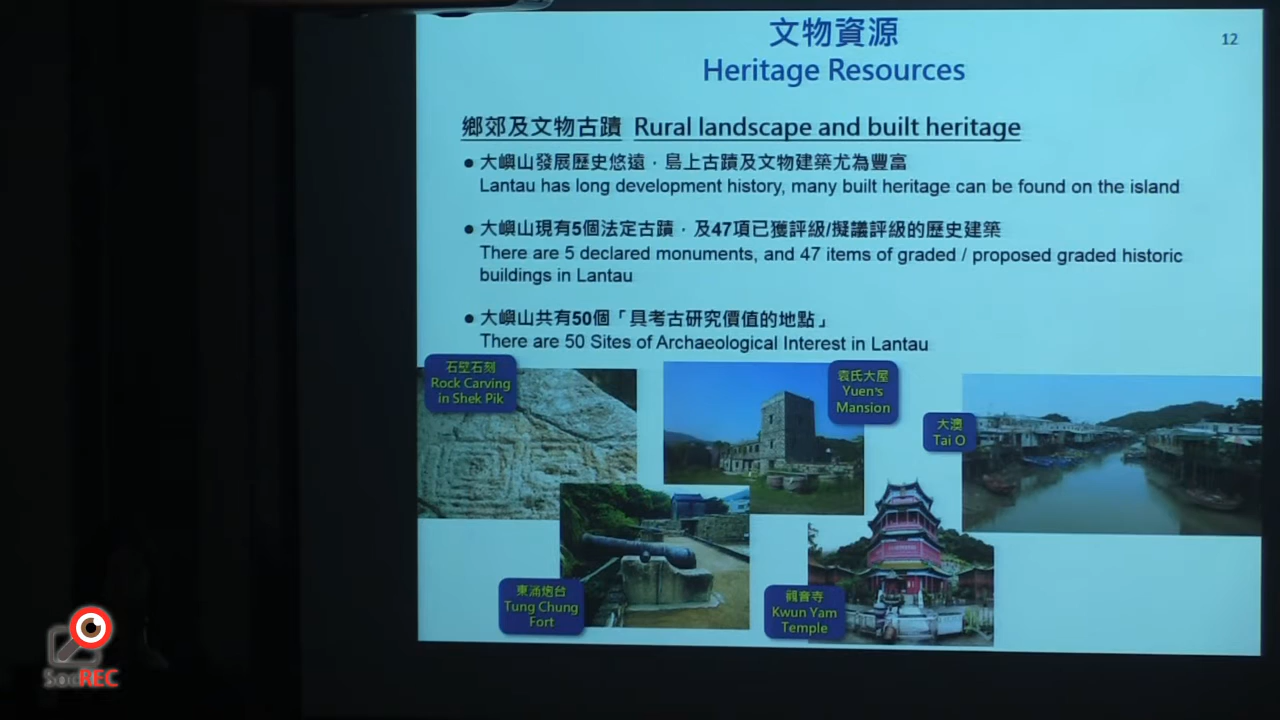 文物資源
12
Heritage Resources
鄉郊及文物古蹟 Rural landscape and built heritage
● 大嶼山發展歷史悠遠，島上古蹟及文物建築尤為豐富
Lantau has long development history, many built heritage can be found on the island
● 大嶼山現有5個法定古蹟，及47項已獲評級/擬議評級的歷史建築
There are 5 declared monuments, and 47 items of graded / proposed graded historic
buildings in Lantau
● 大嶼山共有50個「具考古研究價值的地點」
There are 50 Sites of Archaeological Interest in Lantau
石壁石刻
Rock Carving
in Shek Pik
袁氏大屋
Yuen's
Mansion
大澳
Tai O
東涌炮台
Tung Chung
Fort
觀音寺
Kwun Yam
Temple
SocREC